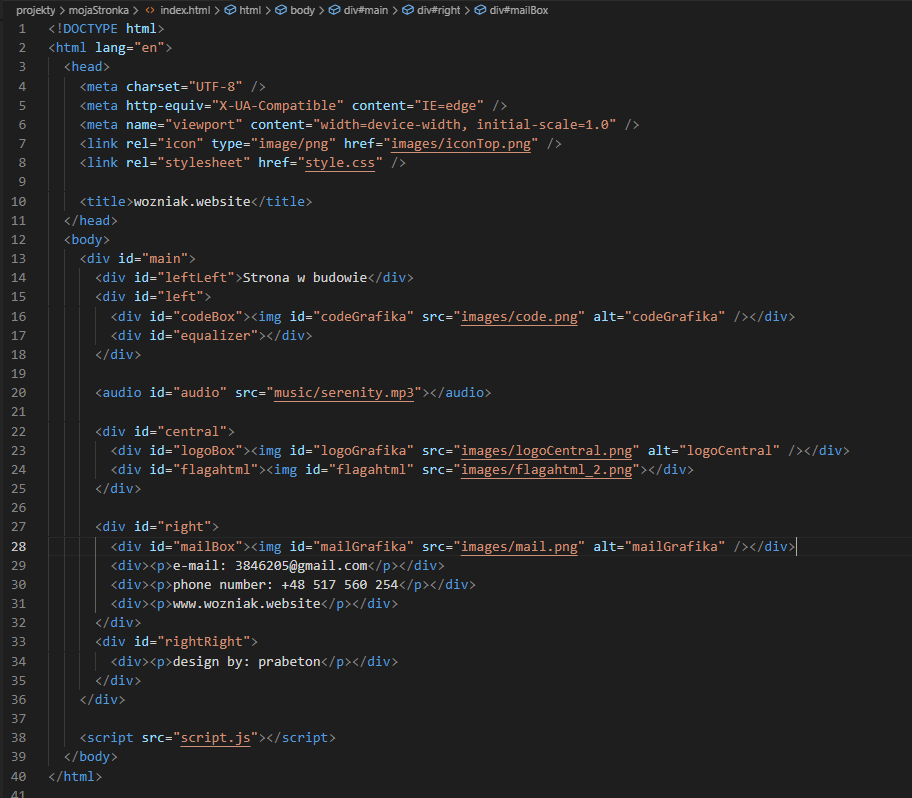 projekty > mojaStronka > <> index.html > html > body > div#main > div#right > div#mailBox
1 <!DOCTYPE html>
2 <html lang="en">
3   <head>
4     <meta charset="UTF-8" />
5     <meta http-equiv="X-UA-Compatible" content="IE=edge" />
6     <meta name="viewport" content="width=device-width, initial-scale=1.0" />
7     <link rel="icon" type="image/png" href="images/iconTop.png" />
8     <link rel="stylesheet" href="style.css" />
9
10     <title>wozniak.website</title>
11   </head>
12   <body>
13     <div id="main">
14       <div id="leftLeft">Strona w budowie</div>
15       <div id="left">
16         <div id="codeBox"><img id="codeGrafika" src="images/code.png" alt="codeGrafika" /></div>
17         <div id="equalizer"></div>
18       </div>
19
20       <audio id="audio" src="music/serenity.mp3"></audio>
21
22       <div id="central">
23         <div id="logoBox"><img id="logoGrafika" src="images/logoCentral.png" alt="logoCentral" /></div>
24         <div id="flagahtml"><img id="flagahtml" src="images/flagahtml_2.png"></div>
25       </div>
26
27       <div id="right">
28         <div id="mailBox"><img id="mailGrafika" src="images/mail.png" alt="mailGrafika" /></div>
29         <div><p>e-mail: 3846205@gmail.com</p></div>
30         <div><p>phone number: +48 517 560 254</p></div>
31         <div><p>www.wozniak.website</p></div>
32       </div>
33       <div id="rightRight">
34         <div><p>design by: prabeton</p></div>
35       </div>
36     </div>
37
38     <script src="script.js"></script>
39   </body>
40 </html>
41